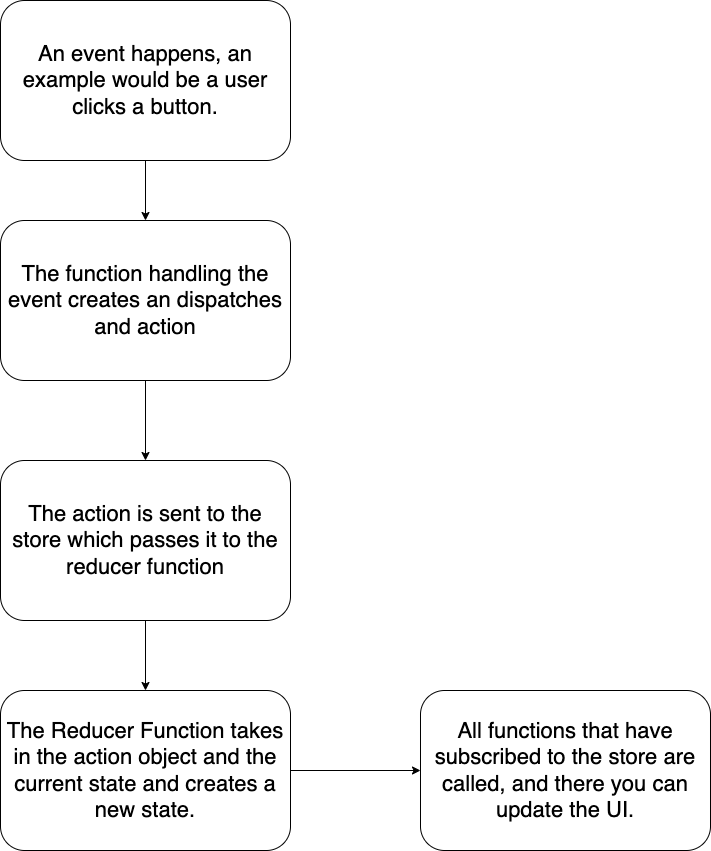 An event happens, an
example would be a user
clicks a button.
The function handling the
event creates an dispatches
and action
The action is sent to the
store which passes it to the
reducer function
The Reducer Function takes
in the action object and the
current state and creates a
new state.
All functions that have
subscribed to the store are
called, and there you can
update the UI.